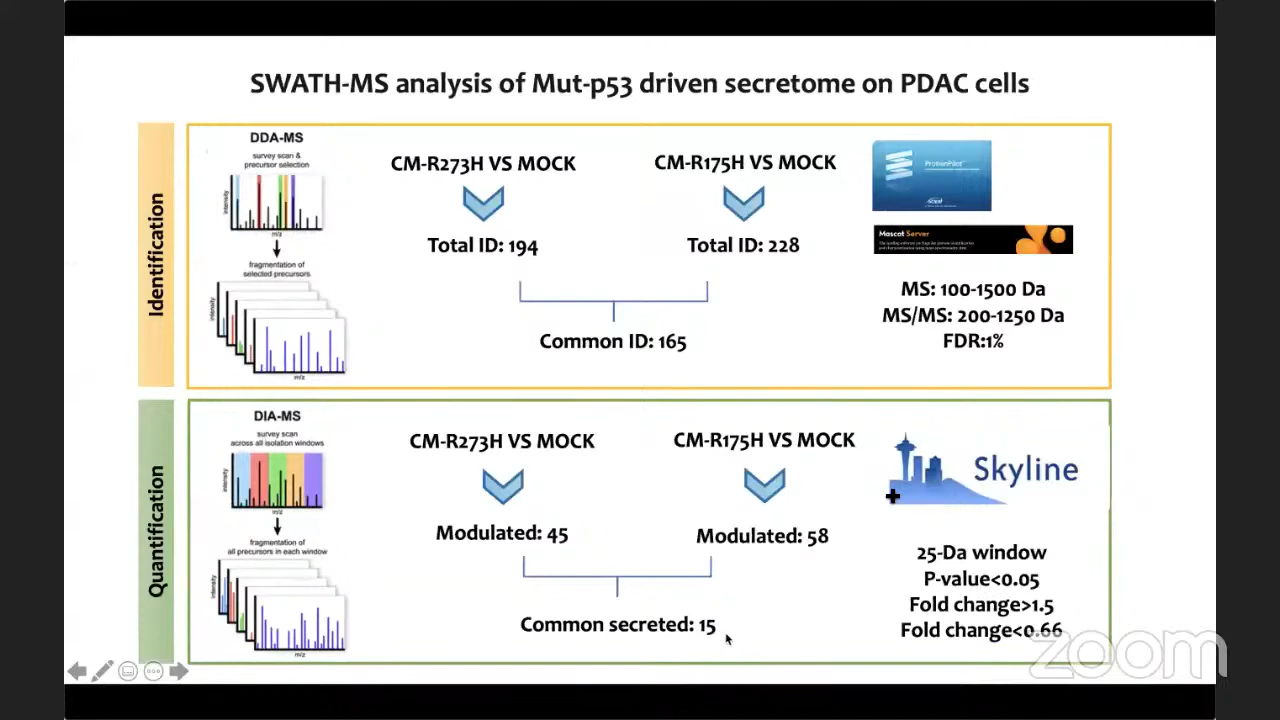 SWATH-MS analysis of Mut-p53 driven secretome on PDAC cells
Identification
DDA-MS
survey scan &
precursor selection
intensity
m/z
fragmentation of
selected precursors
intensity
m/z
CM-R273H VS MOCK
Total ID: 194
CM-R175H VS MOCK
Total ID: 228
Common ID: 165
ProteinPilot
Mascot Server
MS: 100-1500 Da
MS/MS: 200-1250 Da
FDR:1%
Quantification
DIA-MS
survey scan
across all isolation windows
intensity
m/z
fragmentation of
all precursors in each window
intensity
m/z
CM-R273H VS MOCK
Modulated: 45
CM-R175H VS MOCK
Modulated: 58
Common secreted: 15
Skyline
25-Da window
P-value<0.05
Fold change>1.5
Fold change<0.66
zoom